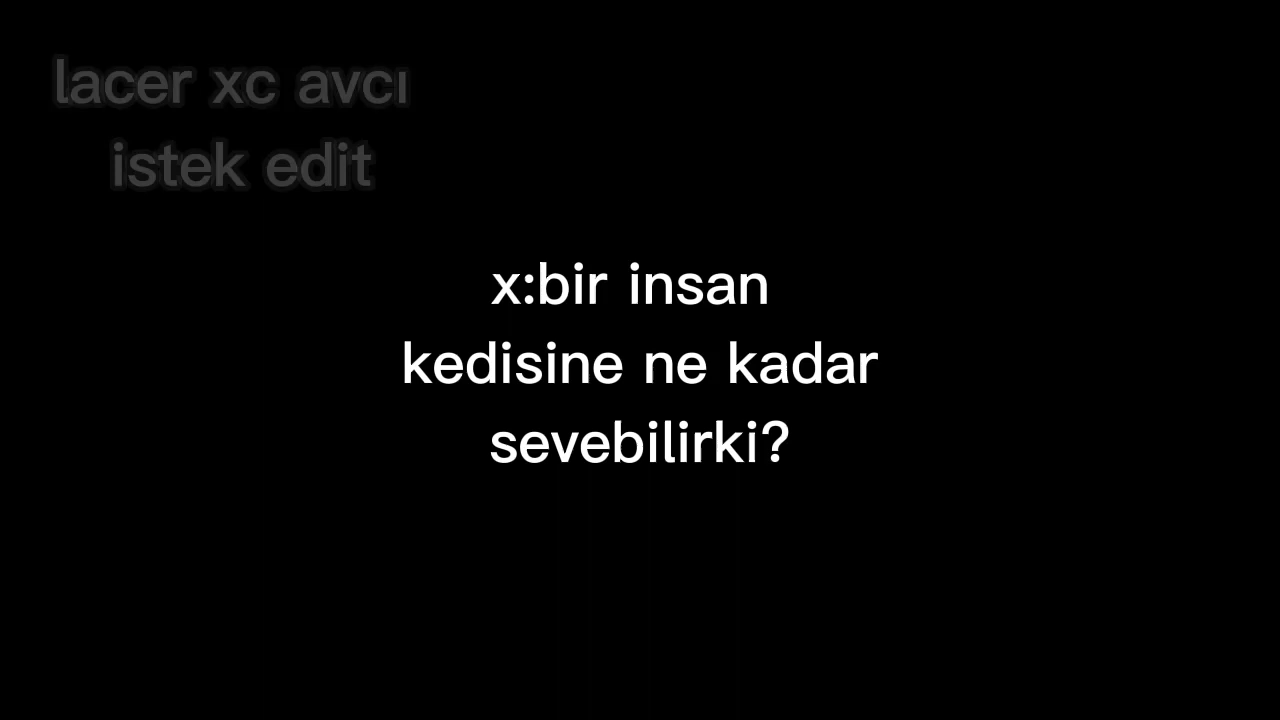 lacer xc avcı
istek edit
x:bir insan
kedisine ne kadar
sevebilirki?